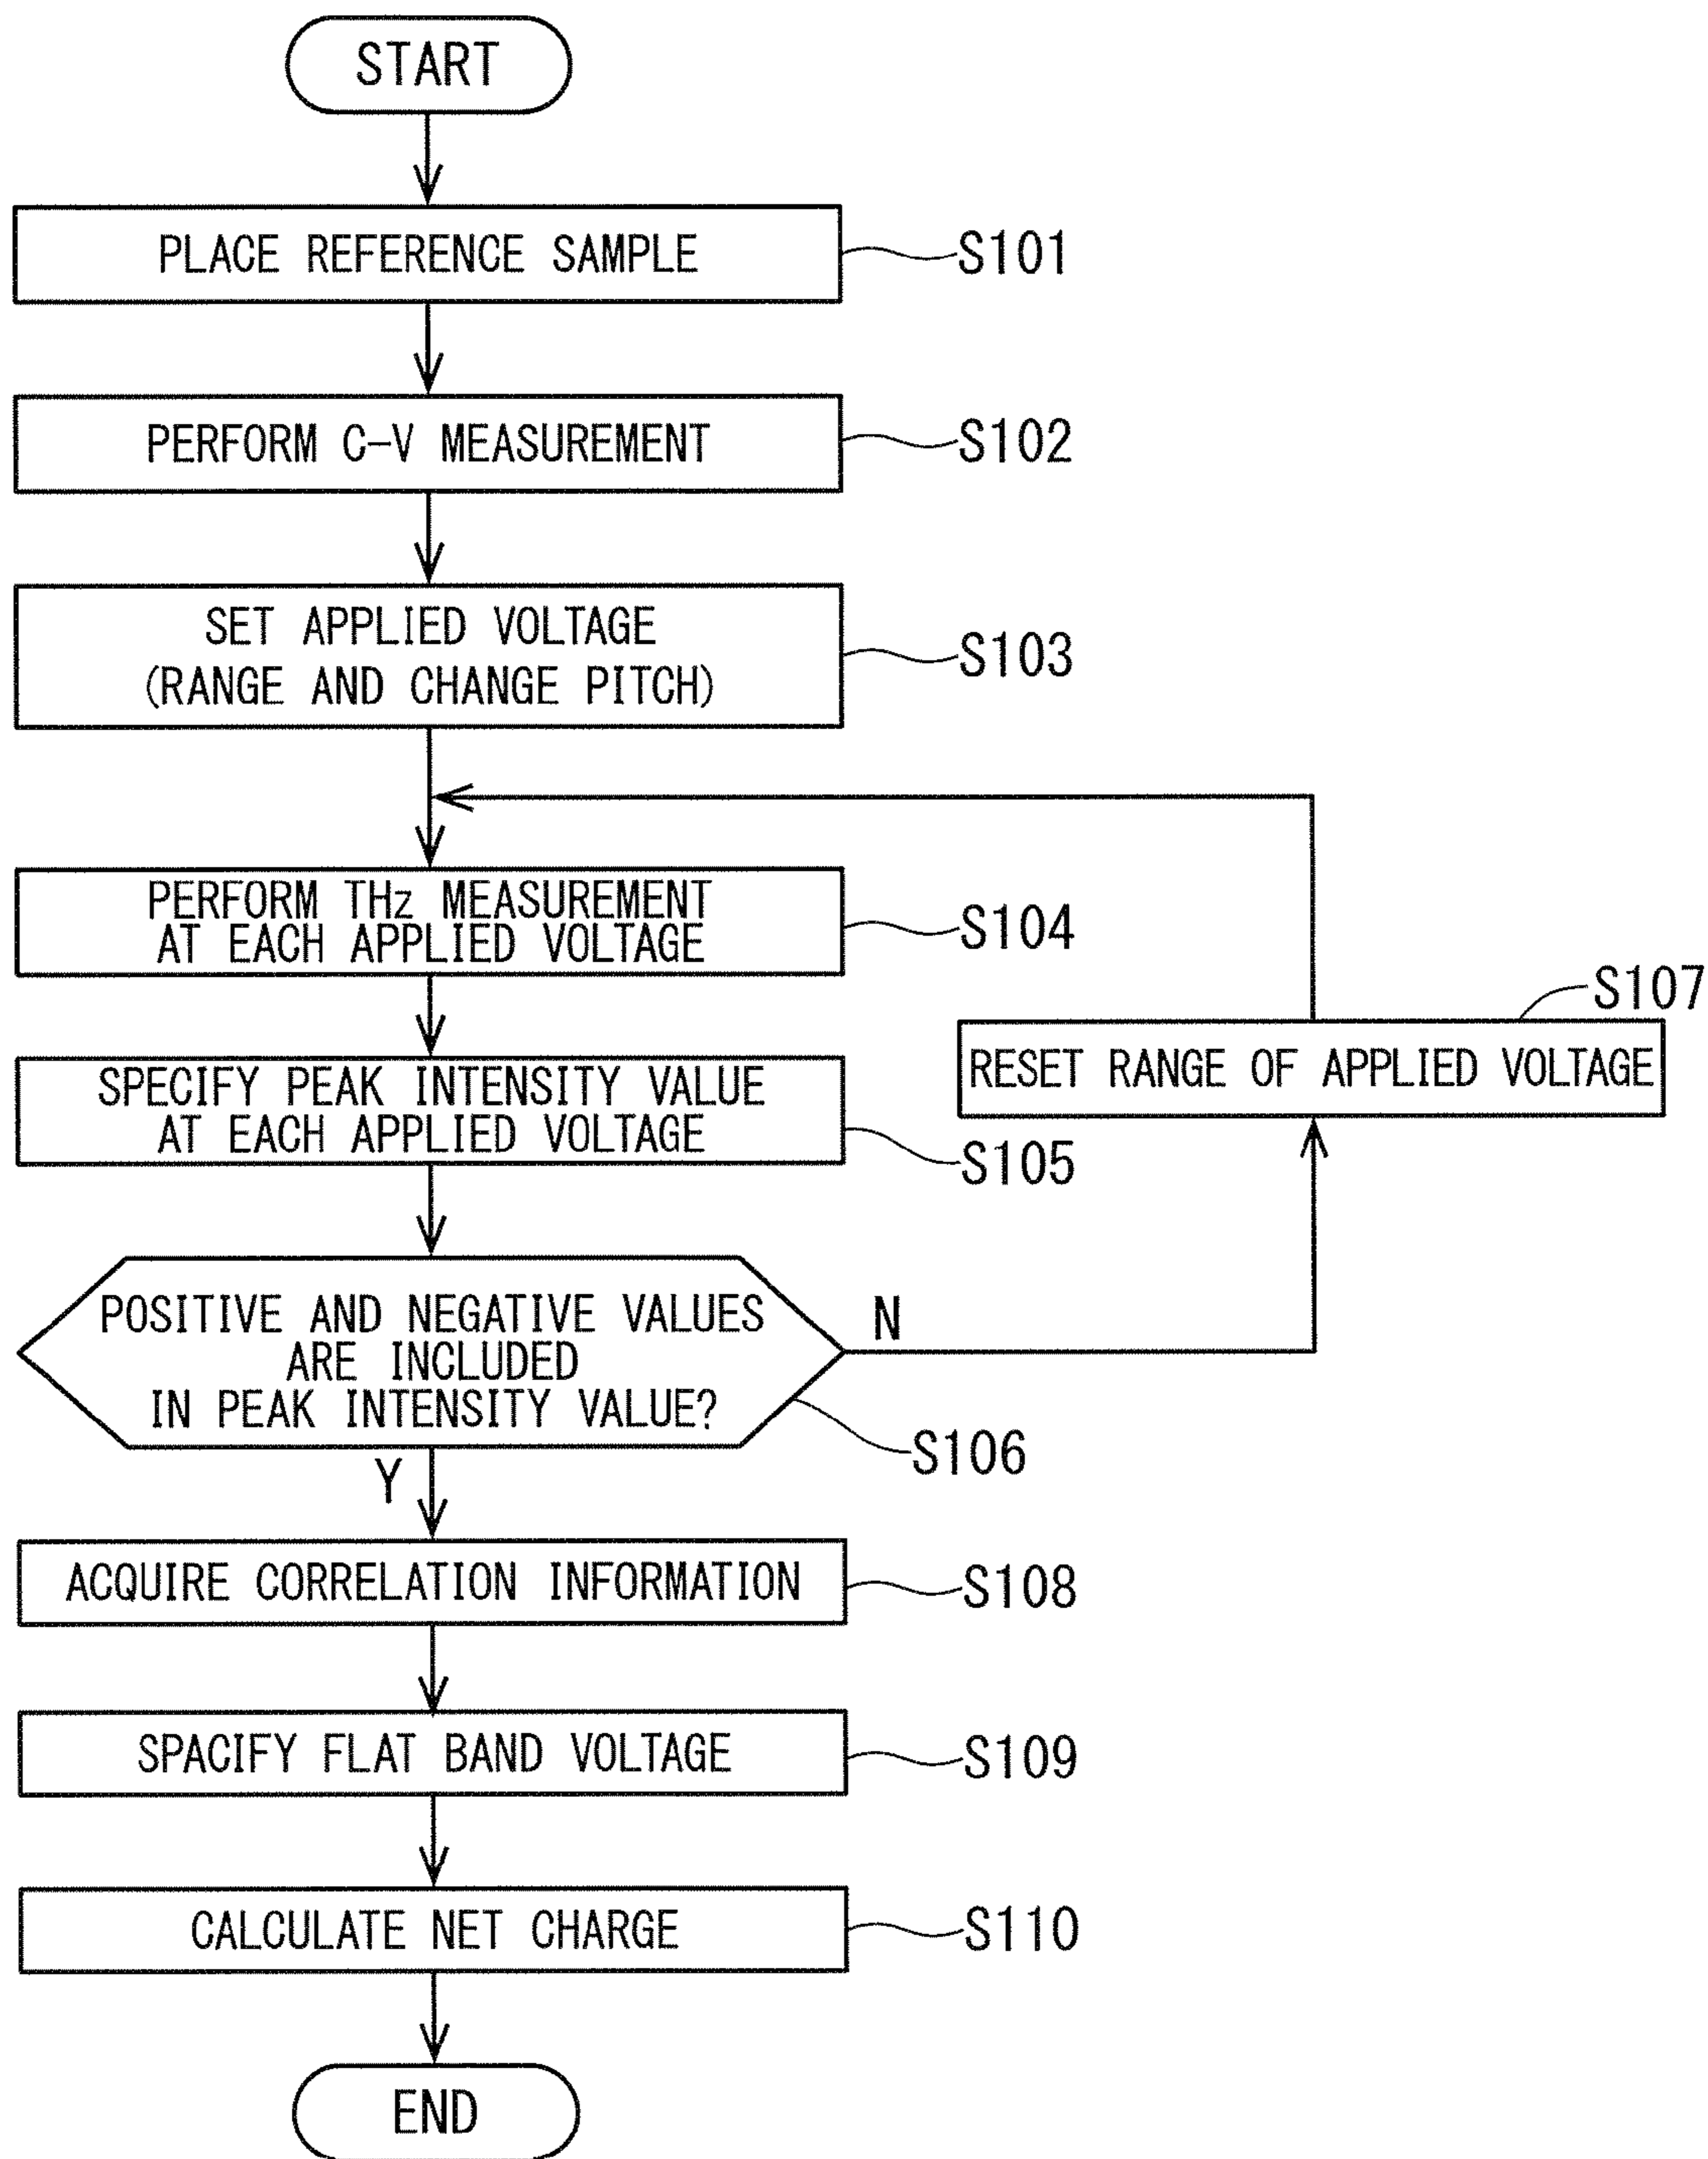 START
PLACE REFERENCE SAMPLE
S101
PERFORM C-V MEASUREMENT
S102
SET APPLIED VOLTAGE
(RANGE AND CHANGE PITCH)
S103
PERFORM THz MEASUREMENT
AT EACH APPLIED VOLTAGE
S104
S107
RESET RANGE OF APPLIED VOLTAGE
SPECIFY PEAK INTENSITY VALUE
AT EACH APPLIED VOLTAGE
S105
POSITIVE AND NEGATIVE VALUES
ARE INCLUDED
IN PEAK INTENSITY VALUE?
N
S106
Y
ACQUIRE CORRELATION INFORMATION
S108
SPACIFY FLAT BAND VOLTAGE
S109
CALCULATE NET CHARGE
S110
END